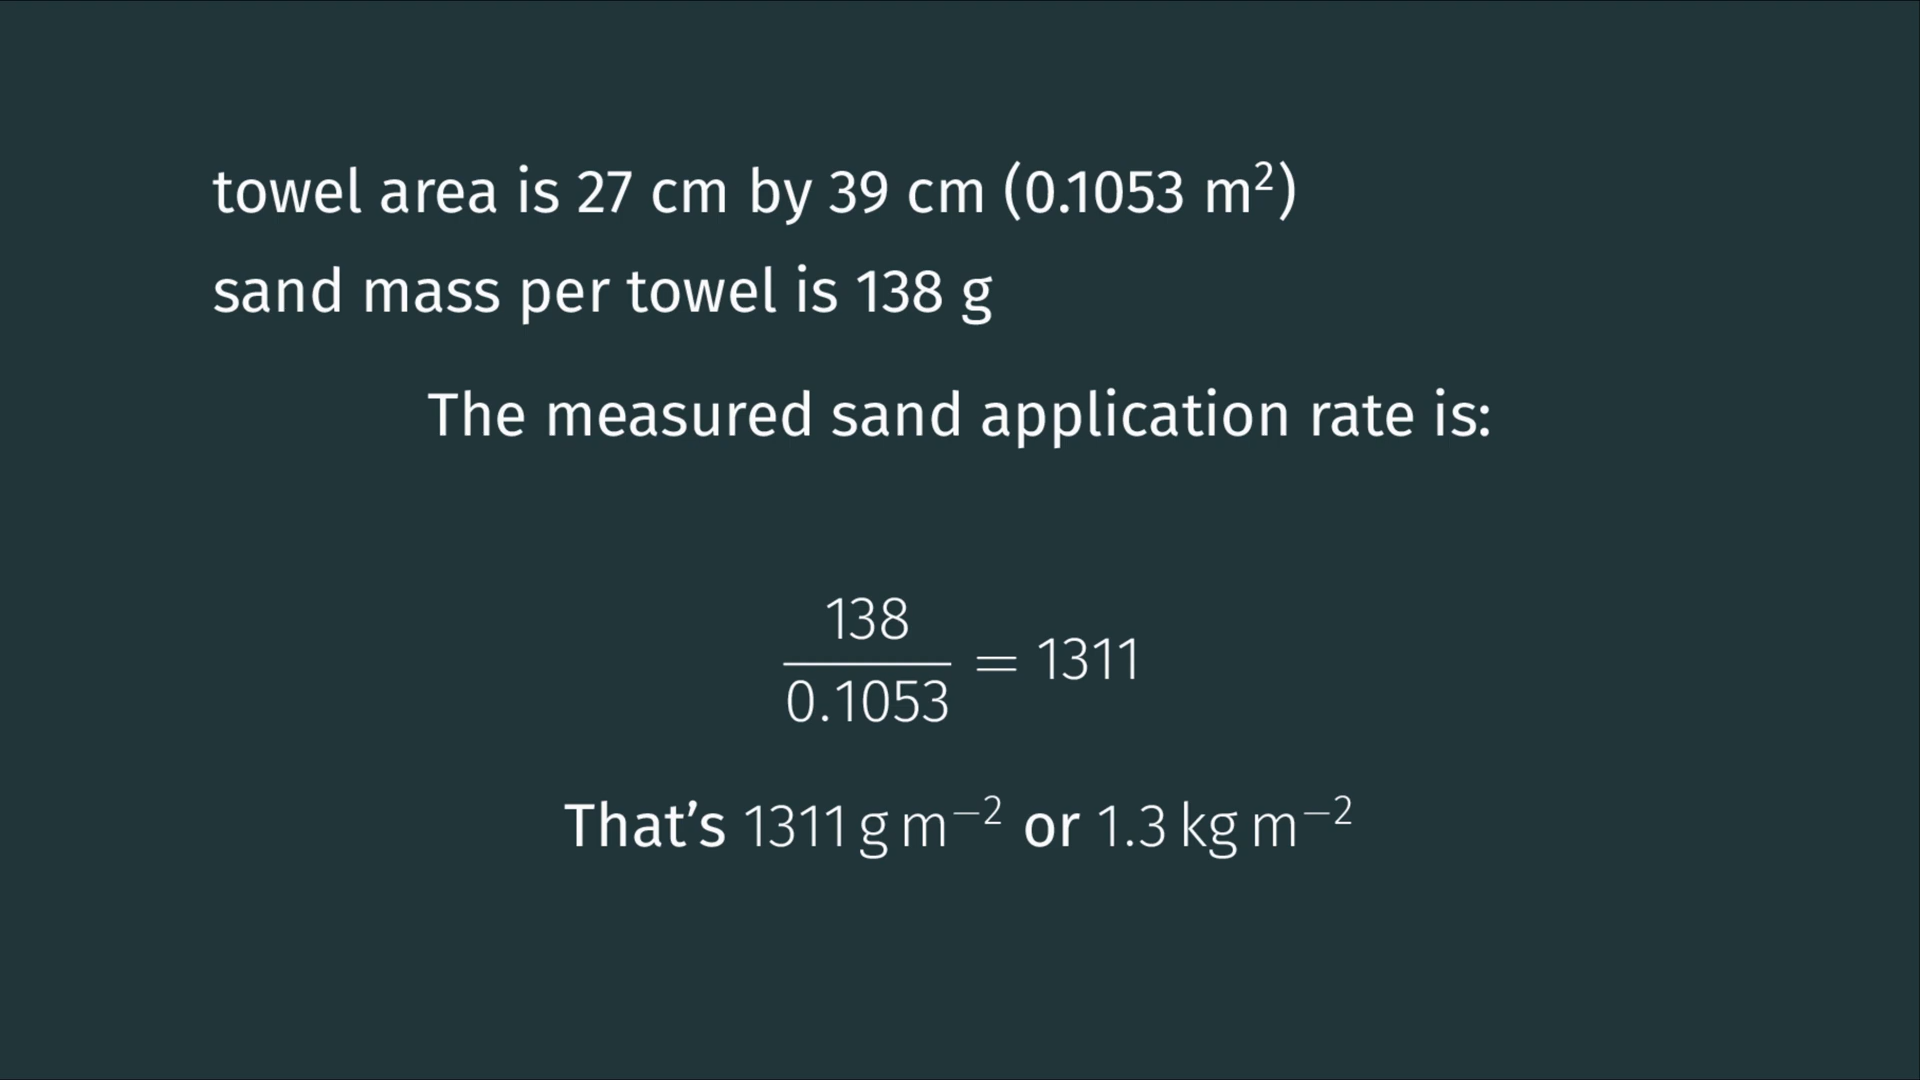 towel area is 27 cm by 39 cm (0.1053 m²)
sand mass per towel is 138 g
The measured sand application rate is:
138
0.1053
= 1311
That’s 1311 g m⁻² or 1.3 kg m⁻²